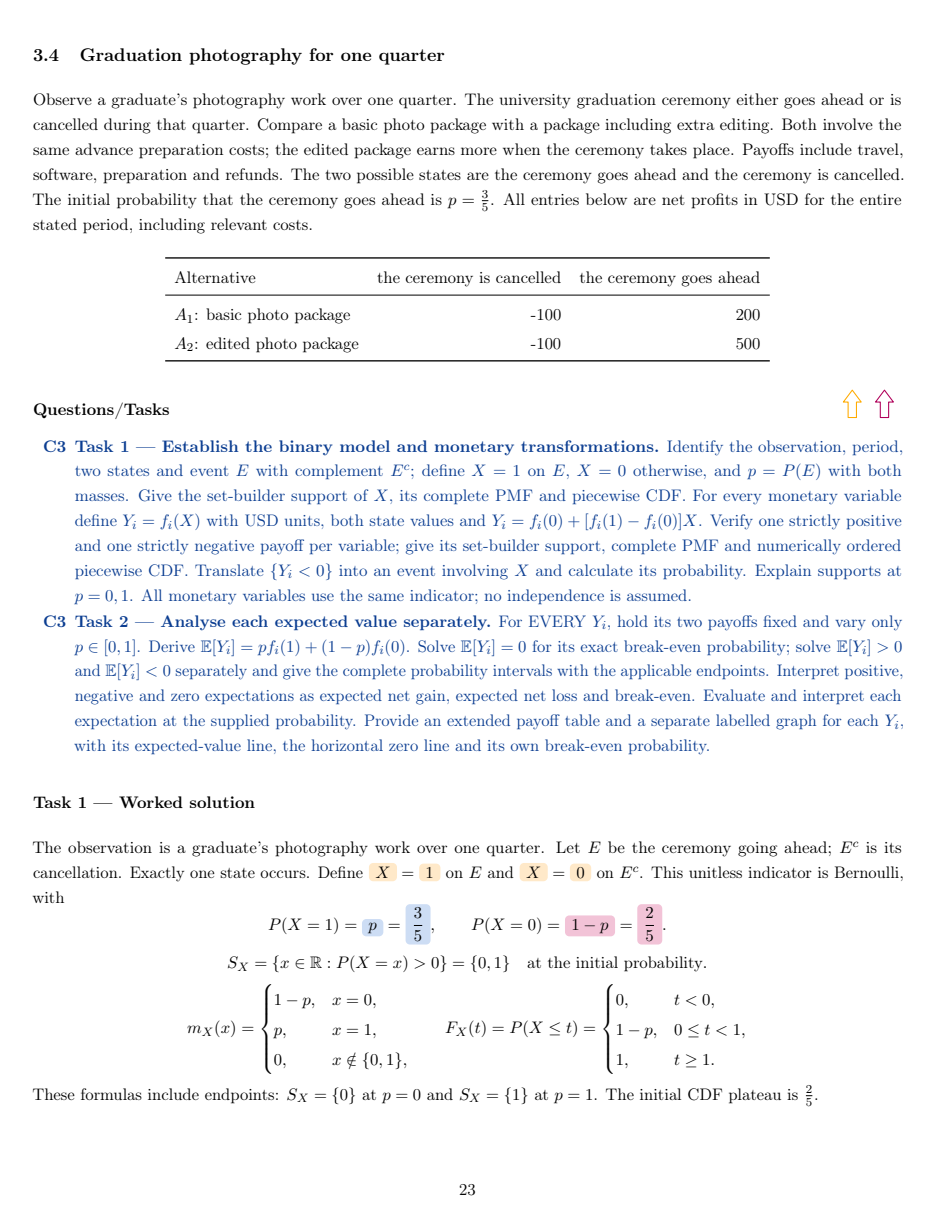 3.4 Graduation photography for one quarter
Observe a graduate's photography work over one quarter. The university graduation ceremony either goes ahead or is
cancelled during that quarter. Compare a basic photo package with a package including extra editing. Both involve the
same advance preparation costs; the edited package earns more when the ceremony takes place. Payoffs include travel,
software, preparation and refunds. The two possible states are the ceremony goes ahead and the ceremony is cancelled.
The initial probability that the ceremony goes ahead is p = 3/5. All entries below are net profits in USD for the entire
stated period, including relevant costs.
Alternative the ceremony is cancelled the ceremony goes ahead
A₁: basic photo package -100 200
A₂: edited photo package -100 500
Questions/Tasks
C3 Task 1 — Establish the binary model and monetary transformations. Identify the observation, period,
two states and event E with complement Eᶜ; define X = 1 on E, X = 0 otherwise, and p = P(E) with both
masses. Give the set-builder support of X, its complete PMF and piecewise CDF. For every monetary variable
define Yᵢ = fᵢ(X) with USD units, both state values and Yᵢ = fᵢ(0) + [fᵢ(1) − fᵢ(0)]X. Verify one strictly positive
and one strictly negative payoff per variable; give its set-builder support, complete PMF and numerically ordered
piecewise CDF. Translate {Yᵢ < 0} into an event involving X and calculate its probability. Explain supports at
p = 0, 1. All monetary variables use the same indicator; no independence is assumed.
C3 Task 2 — Analyse each expected value separately. For EVERY Yᵢ, hold its two payoffs fixed and vary only
p ∈ [0, 1]. Derive 𝔼[Yᵢ] = pfᵢ(1) + (1 − p)fᵢ(0). Solve 𝔼[Yᵢ] = 0 for its exact break-even probability; solve 𝔼[Yᵢ] > 0
and 𝔼[Yᵢ] < 0 separately and give the complete probability intervals with the applicable endpoints. Interpret positive,
negative and zero expectations as expected net gain, expected net loss and break-even. Evaluate and interpret each
expectation at the supplied probability. Provide an extended payoff table and a separate labelled graph for each Yᵢ,
with its expected-value line, the horizontal zero line and its own break-even probability.
Task 1 — Worked solution
The observation is a graduate's photography work over one quarter. Let E be the ceremony going ahead; Eᶜ is its
cancellation. Exactly one state occurs. Define X = 1 on E and X = 0 on Eᶜ. This unitless indicator is Bernoulli,
with
P(X = 1) = p = 3/5, P(X = 0) = 1 − p = 2/5.
S_X = {x ∈ ℝ : P(X = x) > 0} = {0, 1} at the initial probability.
m_X(x) = { 1 − p, x = 0, p, x = 1, 0, x ∉ {0, 1}, F_X(t) = P(X ≤ t) = { 0, t < 0, 1 − p, 0 ≤ t < 1, 1, t ≥ 1.
These formulas include endpoints: S_X = {0} at p = 0 and S_X = {1} at p = 1. The initial CDF plateau is 2/5.
23